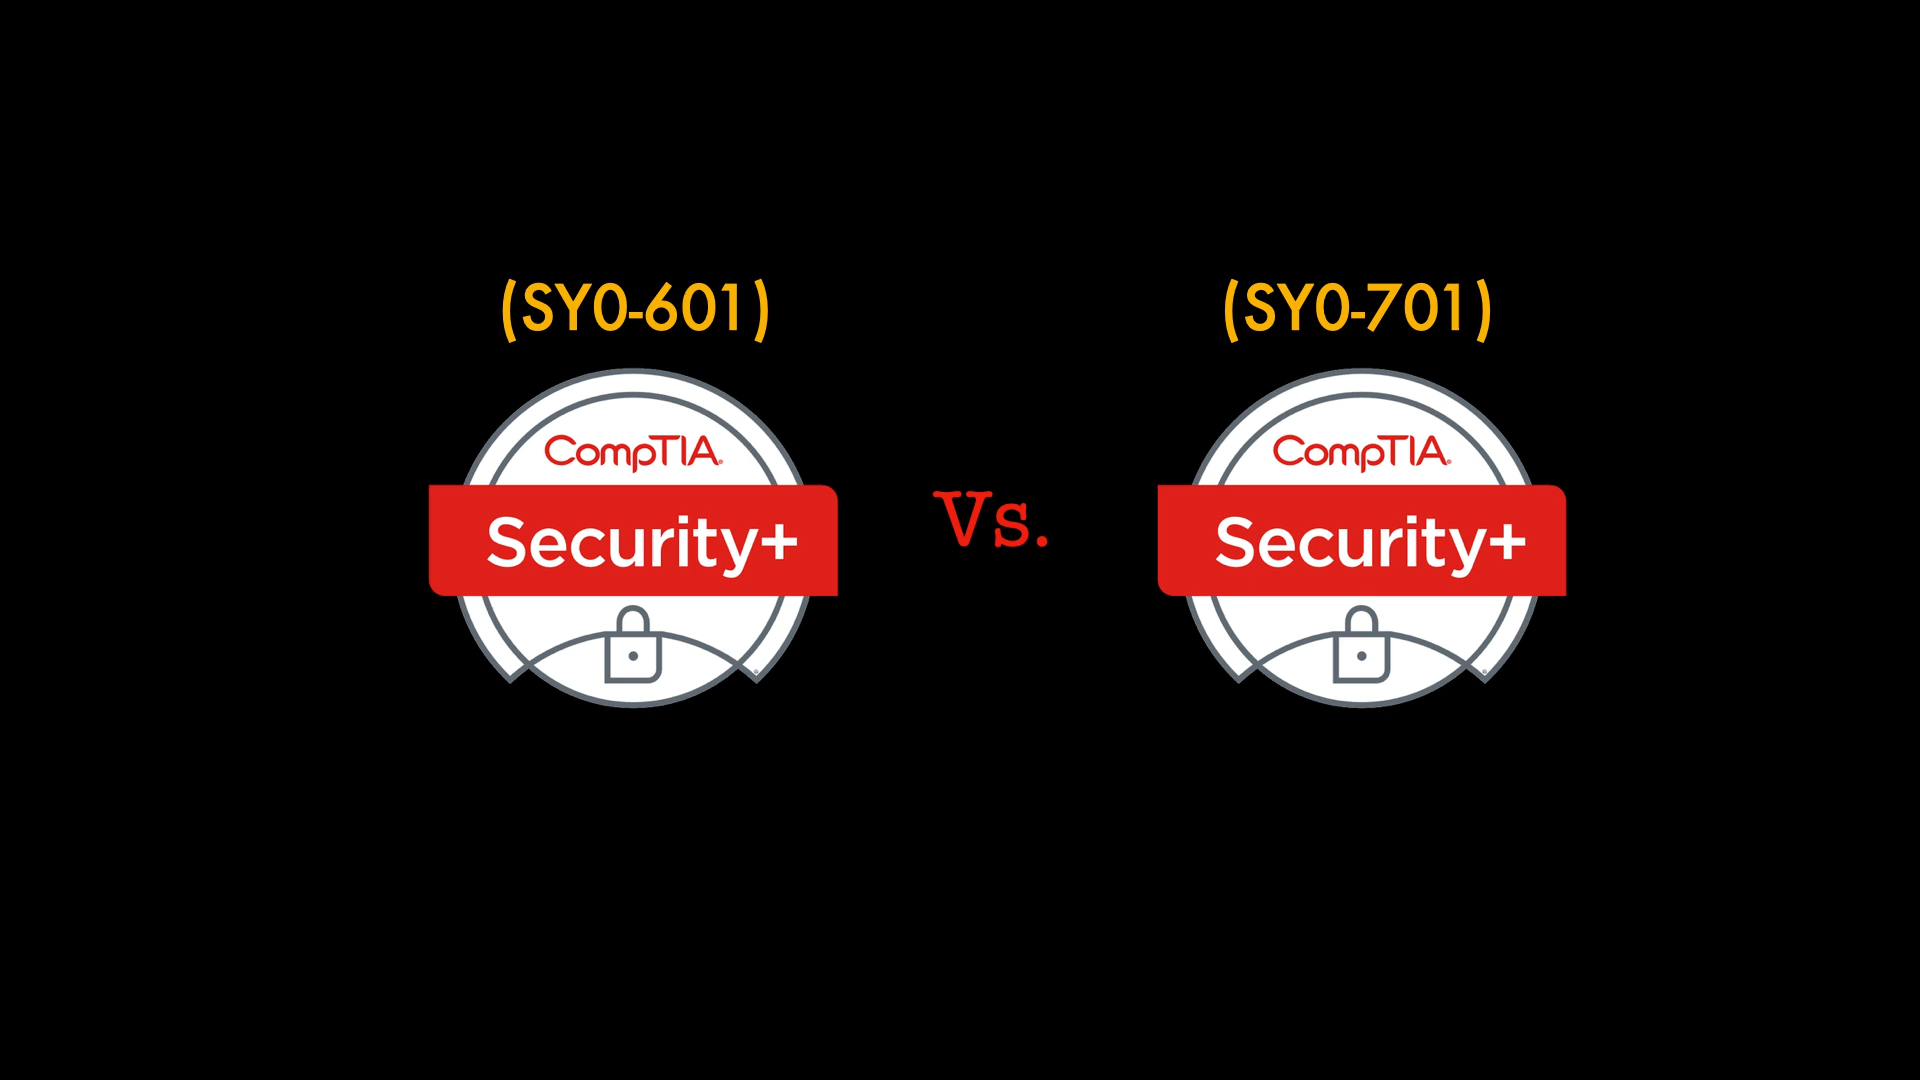 (SY0-601)
(SY0-701)
CompTIA.
Security+
Vs.
CompTIA.
Security+